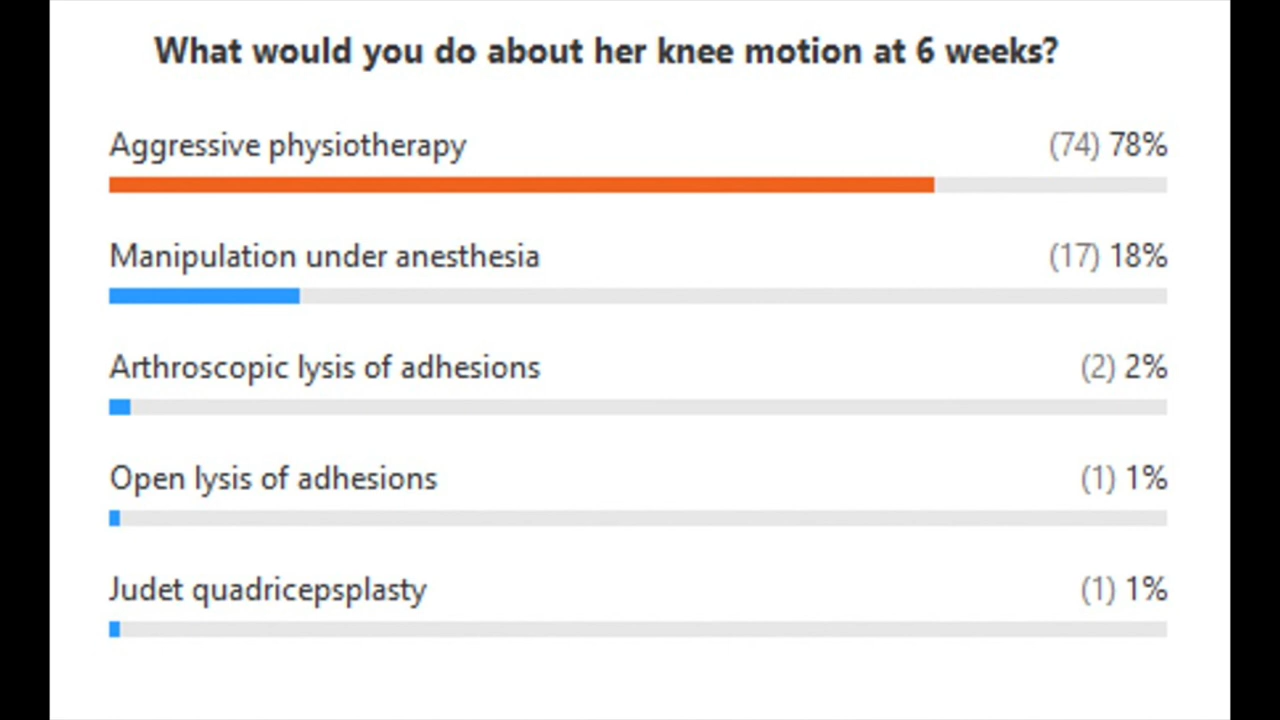 What would you do about her knee motion at 6 weeks?
Aggressive physiotherapy (74) 78%
Manipulation under anesthesia (17) 18%
Arthroscopic lysis of adhesions (2) 2%
Open lysis of adhesions (1) 1%
Judet quadricepsplasty (1) 1%